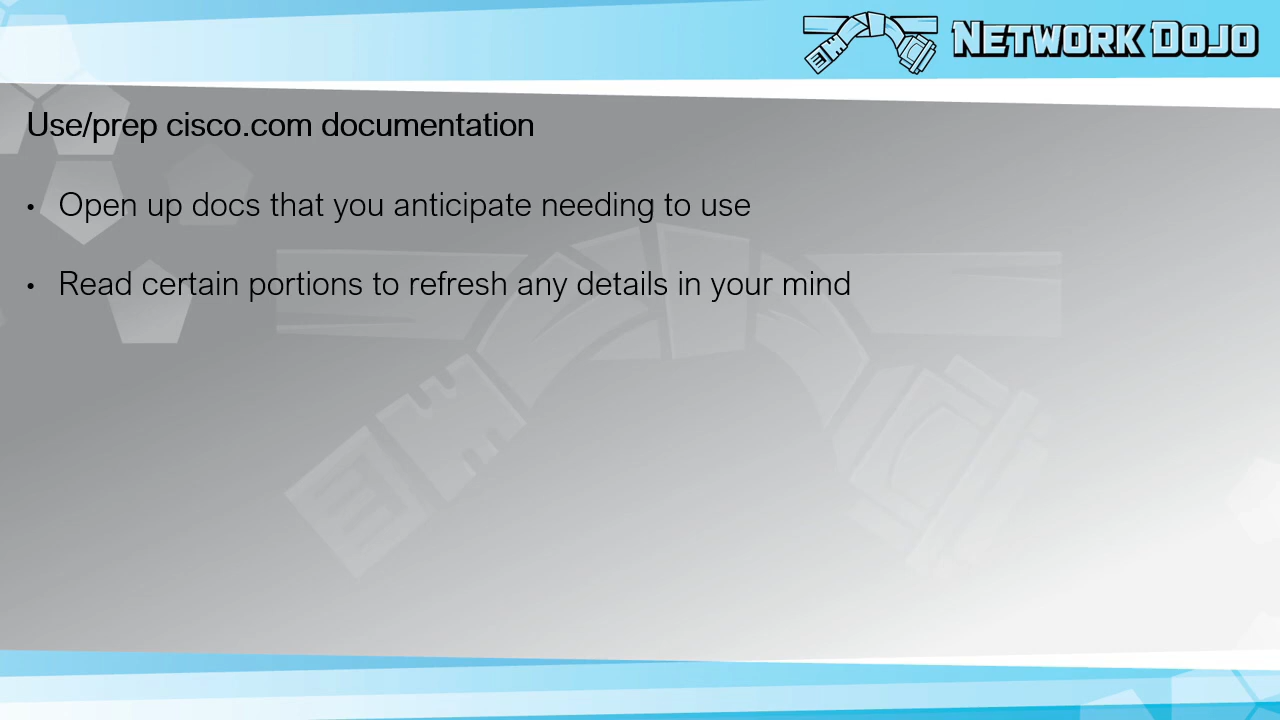 NETWORK DOJO
Use/prep cisco.com documentation
• Open up docs that you anticipate needing to use
• Read certain portions to refresh any details in your mind